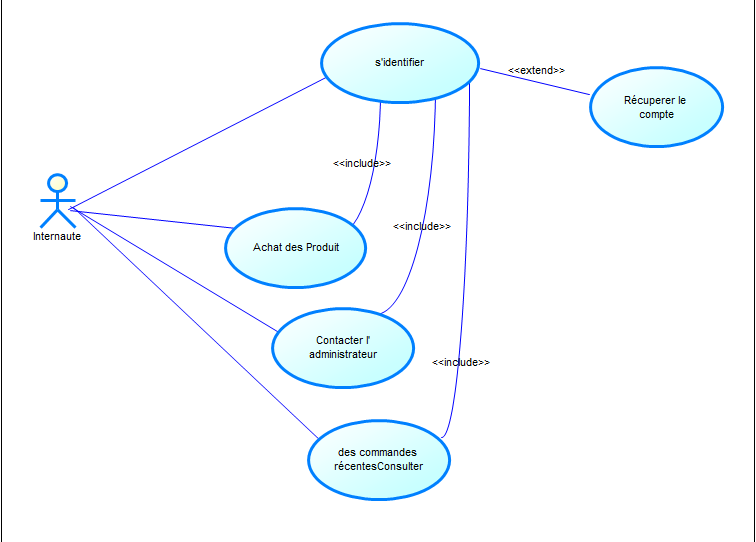 s'identifier
<<extend>>
Récuperer le
compte
<<include>>
Internaute
<<include>>
Achat des Produit
Contacter l'
administrateur
<<include>>
des commandes
récentesConsulter